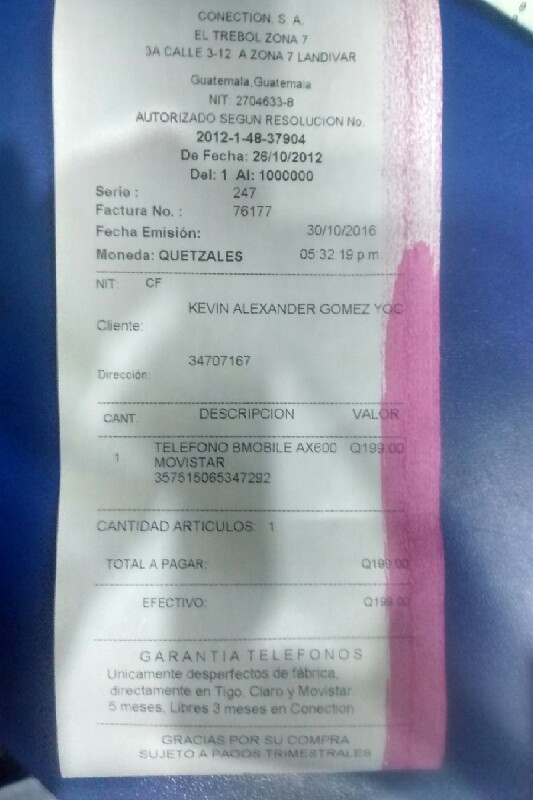 CONECTION, S. A.
EL TREBOL ZONA 7
3A CALLE 3-12 A ZONA 7 LANDIVAR
Guatemala,Guatemala
NIT: 2704633-8
AUTORIZADO SEGUN RESOLUCION No.
2012-1-48-37904
De Fecha: 26/10/2012
Del: 1 Al: 1000000
Serie : 247
Factura No. : 76177
Fecha Emisión: 30/10/2016
Moneda: QUETZALES 05:32:19 p.m.
NIT: CF
KEVIN ALEXANDER GOMEZ YOC
Cliente:
34707167
Dirección:
CANT. DESCRIPCION VALOR
1 TELEFONO BMOBILE AX600 Q199.00
MOVISTAR
357515065347292
CANTIDAD ARTICULOS: 1
TOTAL A PAGAR: Q199.00
EFECTIVO: Q199.00
GARANTIA TELEFONOS
Unicamente desperfectos de fábrica,
directamente en Tigo, Claro y Movistar
5 meses, Libres 3 meses en Conection
GRACIAS POR SU COMPRA
SUJETO A PAGOS TRIMESTRALES